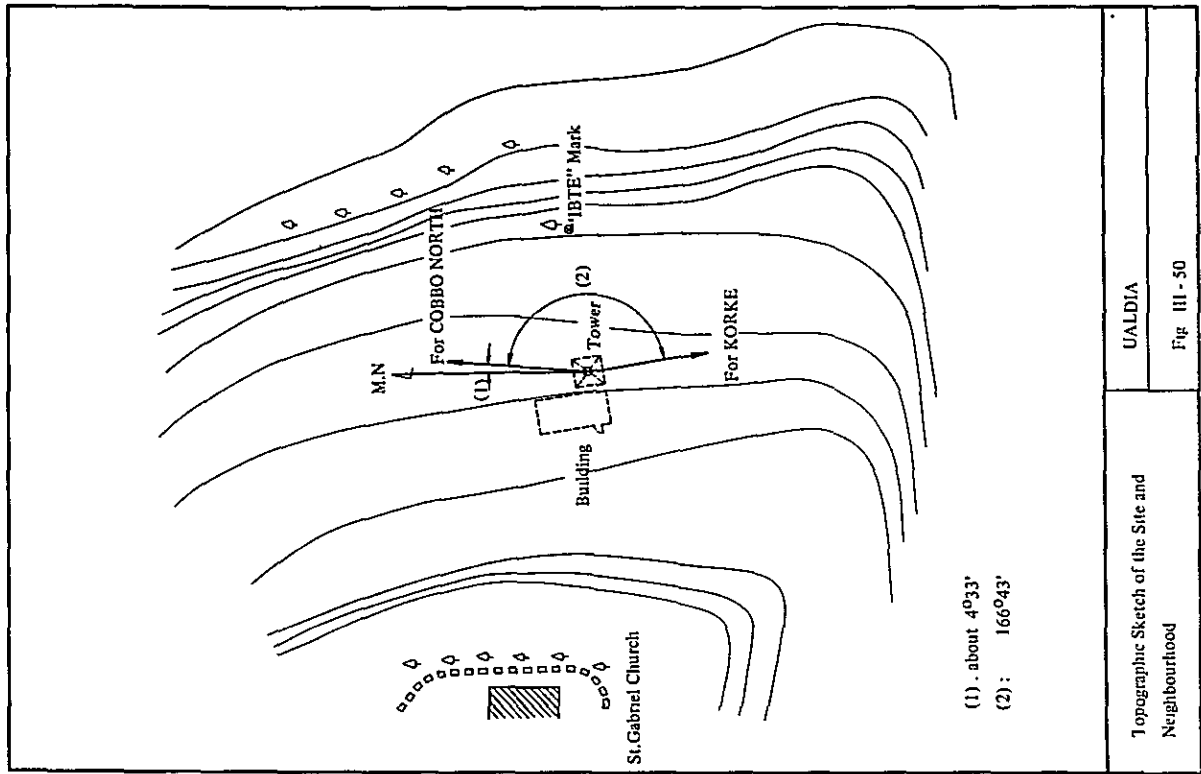 M.N
For COBBO NORTH
(1)
(2)
"IBTE" Mark
Tower
Building
For KORKE
St.Gabriel Church
(1). about 4°33'
(2): 166°43'
Topographic Sketch of the Site and
Neighbourhood
UALDIA
Fig III - 50